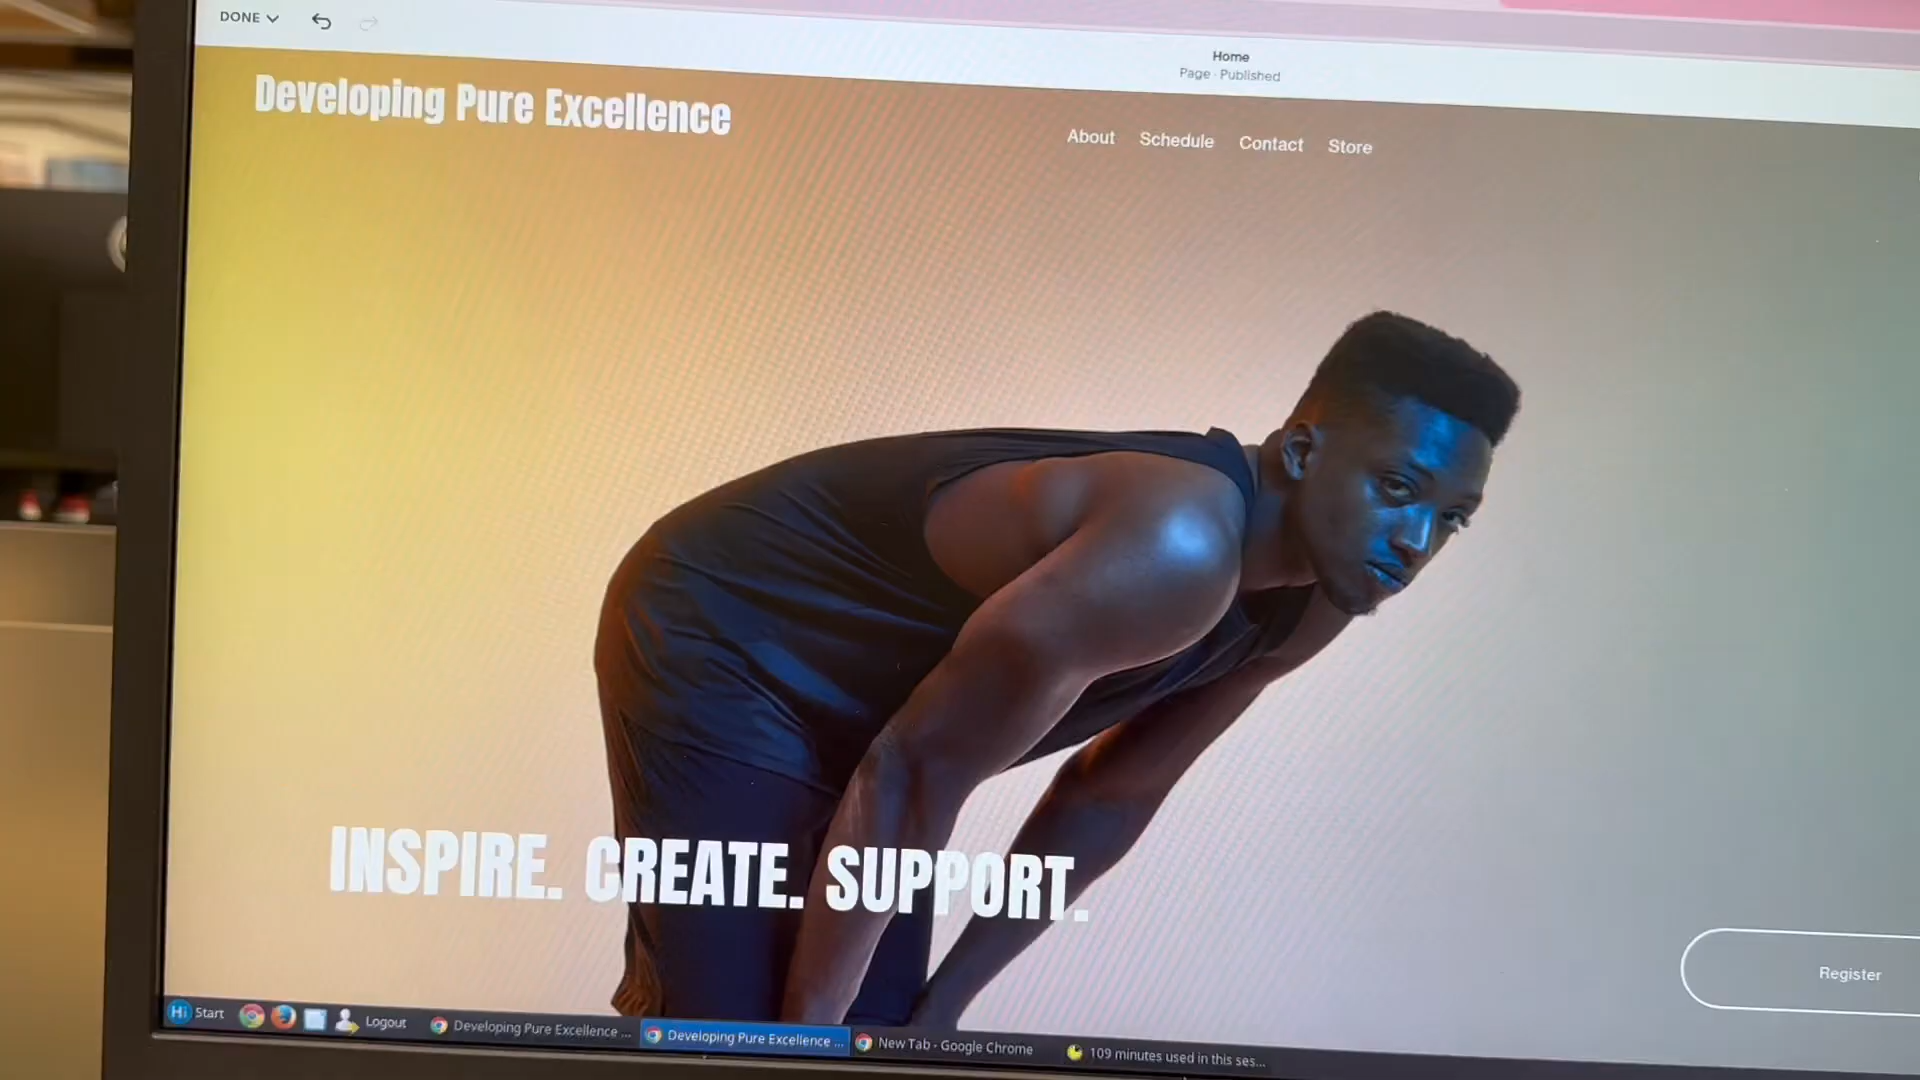 DONE
Home
Page · Published
Developing Pure Excellence
About Schedule Contact Store
INSPIRE. CREATE. SUPPORT.
Register
Hi Start Logout Developing Pure Excellence ... Developing Pure Excellence ... New Tab - Google Chrome 109 minutes used in this ses...